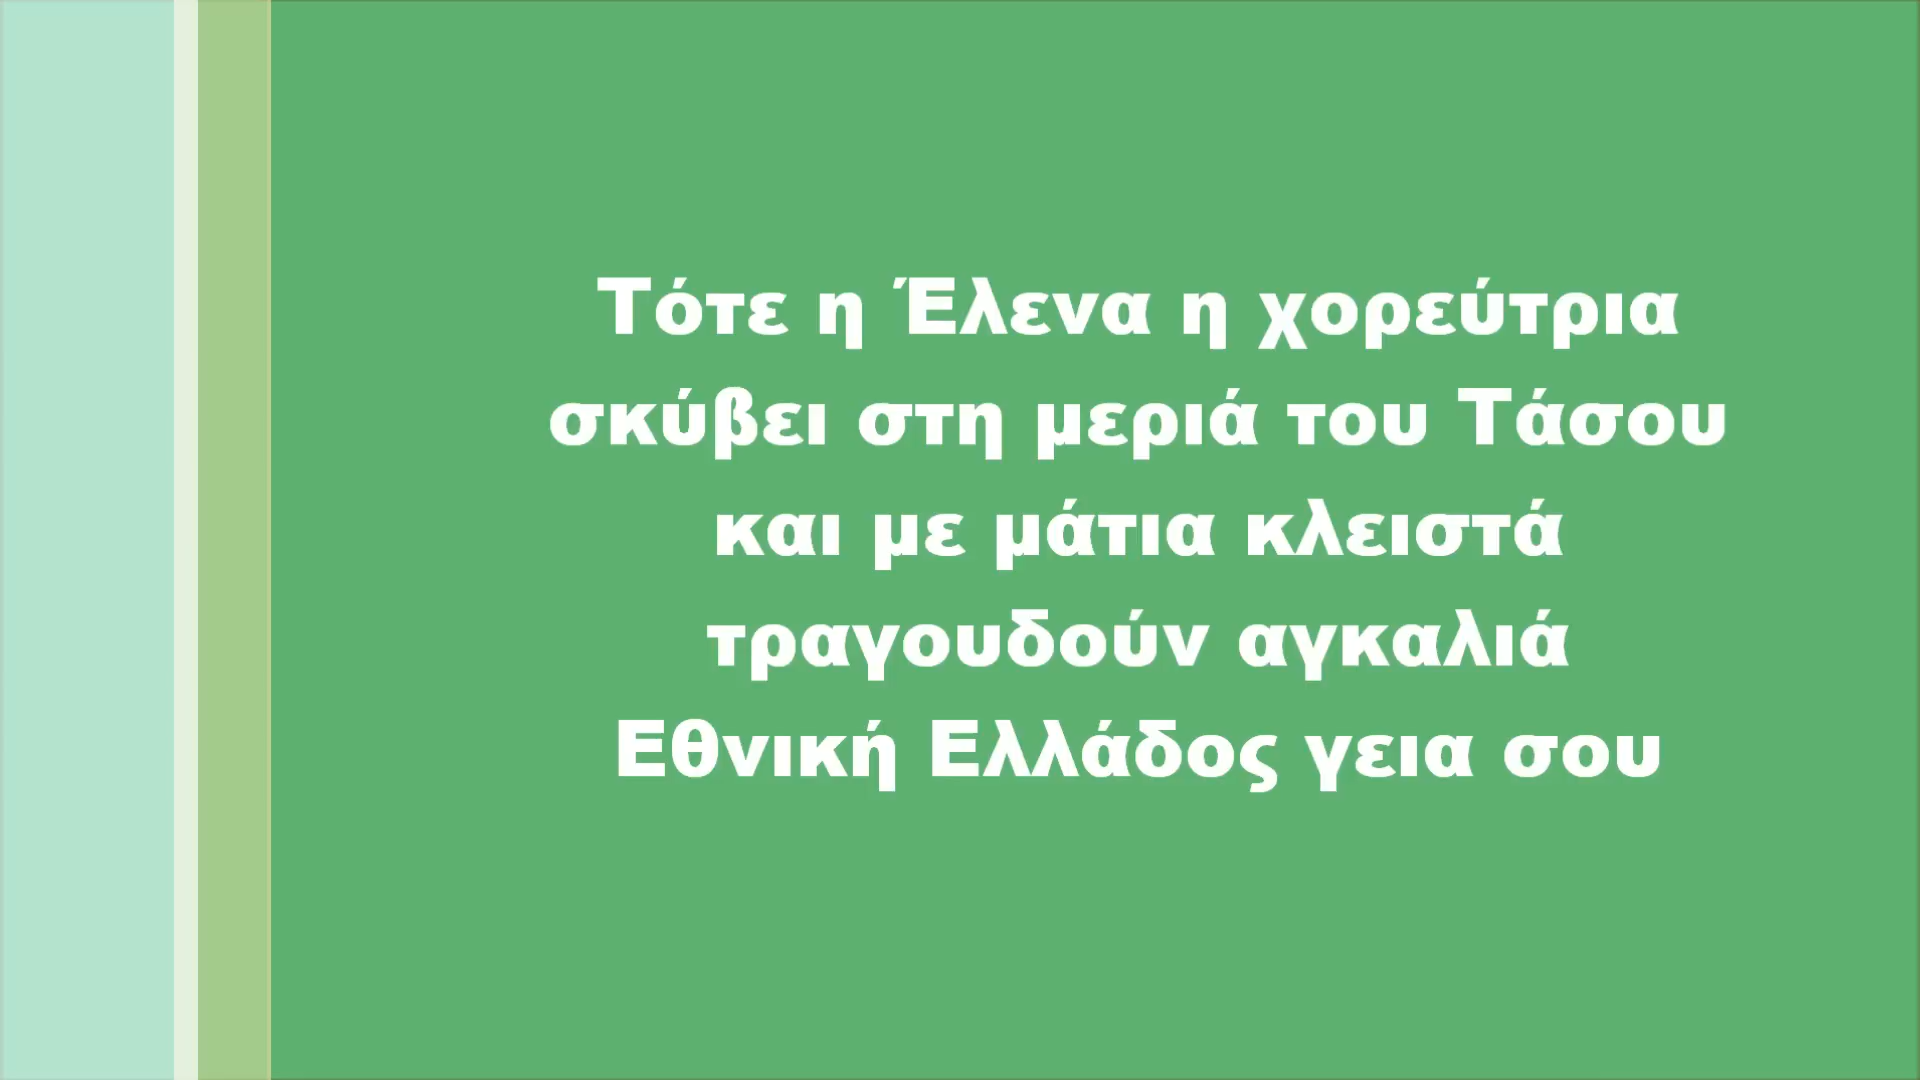 Τότε η Έλενα η χορεύτρια
σκύβει στη μεριά του Τάσου
και με μάτια κλειστά
τραγουδούν αγκαλιά
Εθνική Ελλάδος γεια σου